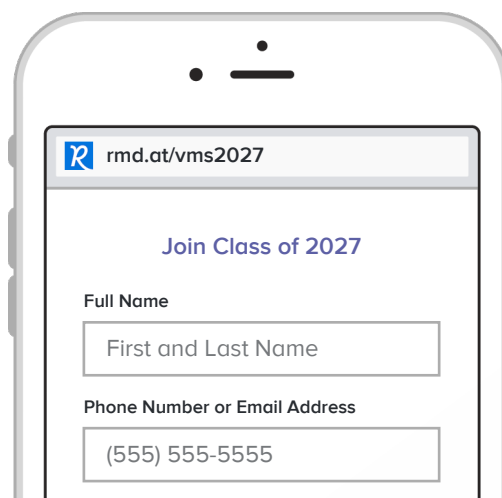 rmd.at/vms2027
Join Class of 2027
Full Name
First and Last Name
Phone Number or Email Address
(555) 555-5555